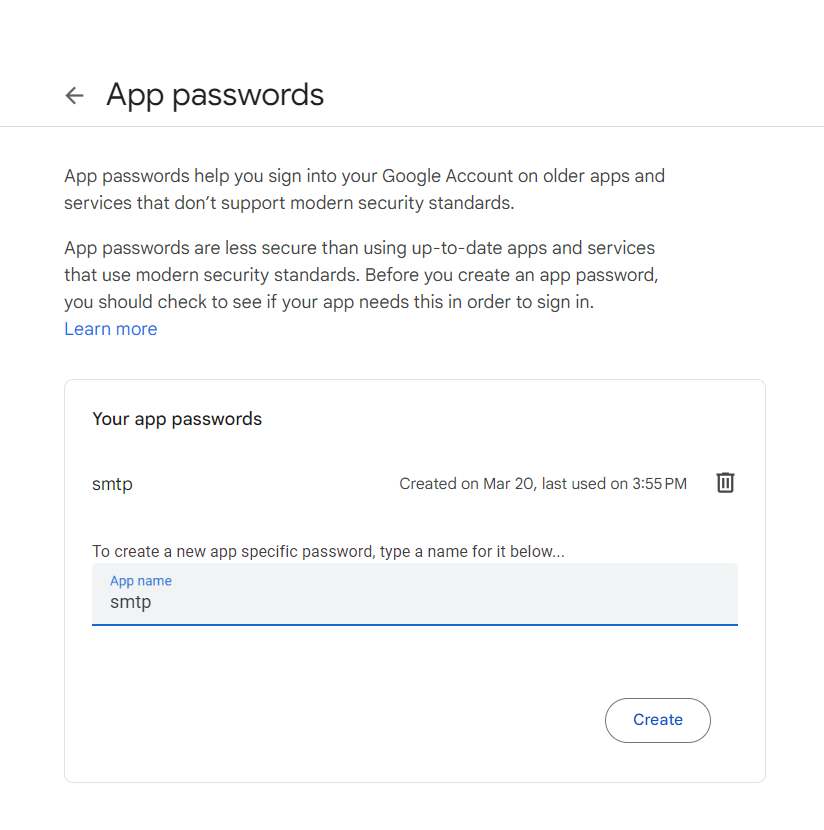 App passwords
App passwords help you sign into your Google Account on older apps and
services that don’t support modern security standards.
App passwords are less secure than using up-to-date apps and services
that use modern security standards. Before you create an app password,
you should check to see if your app needs this in order to sign in.
Learn more
Your app passwords
smtp Created on Mar 20, last used on 3:55 PM
To create a new app specific password, type a name for it below...
App name
smtp
Create